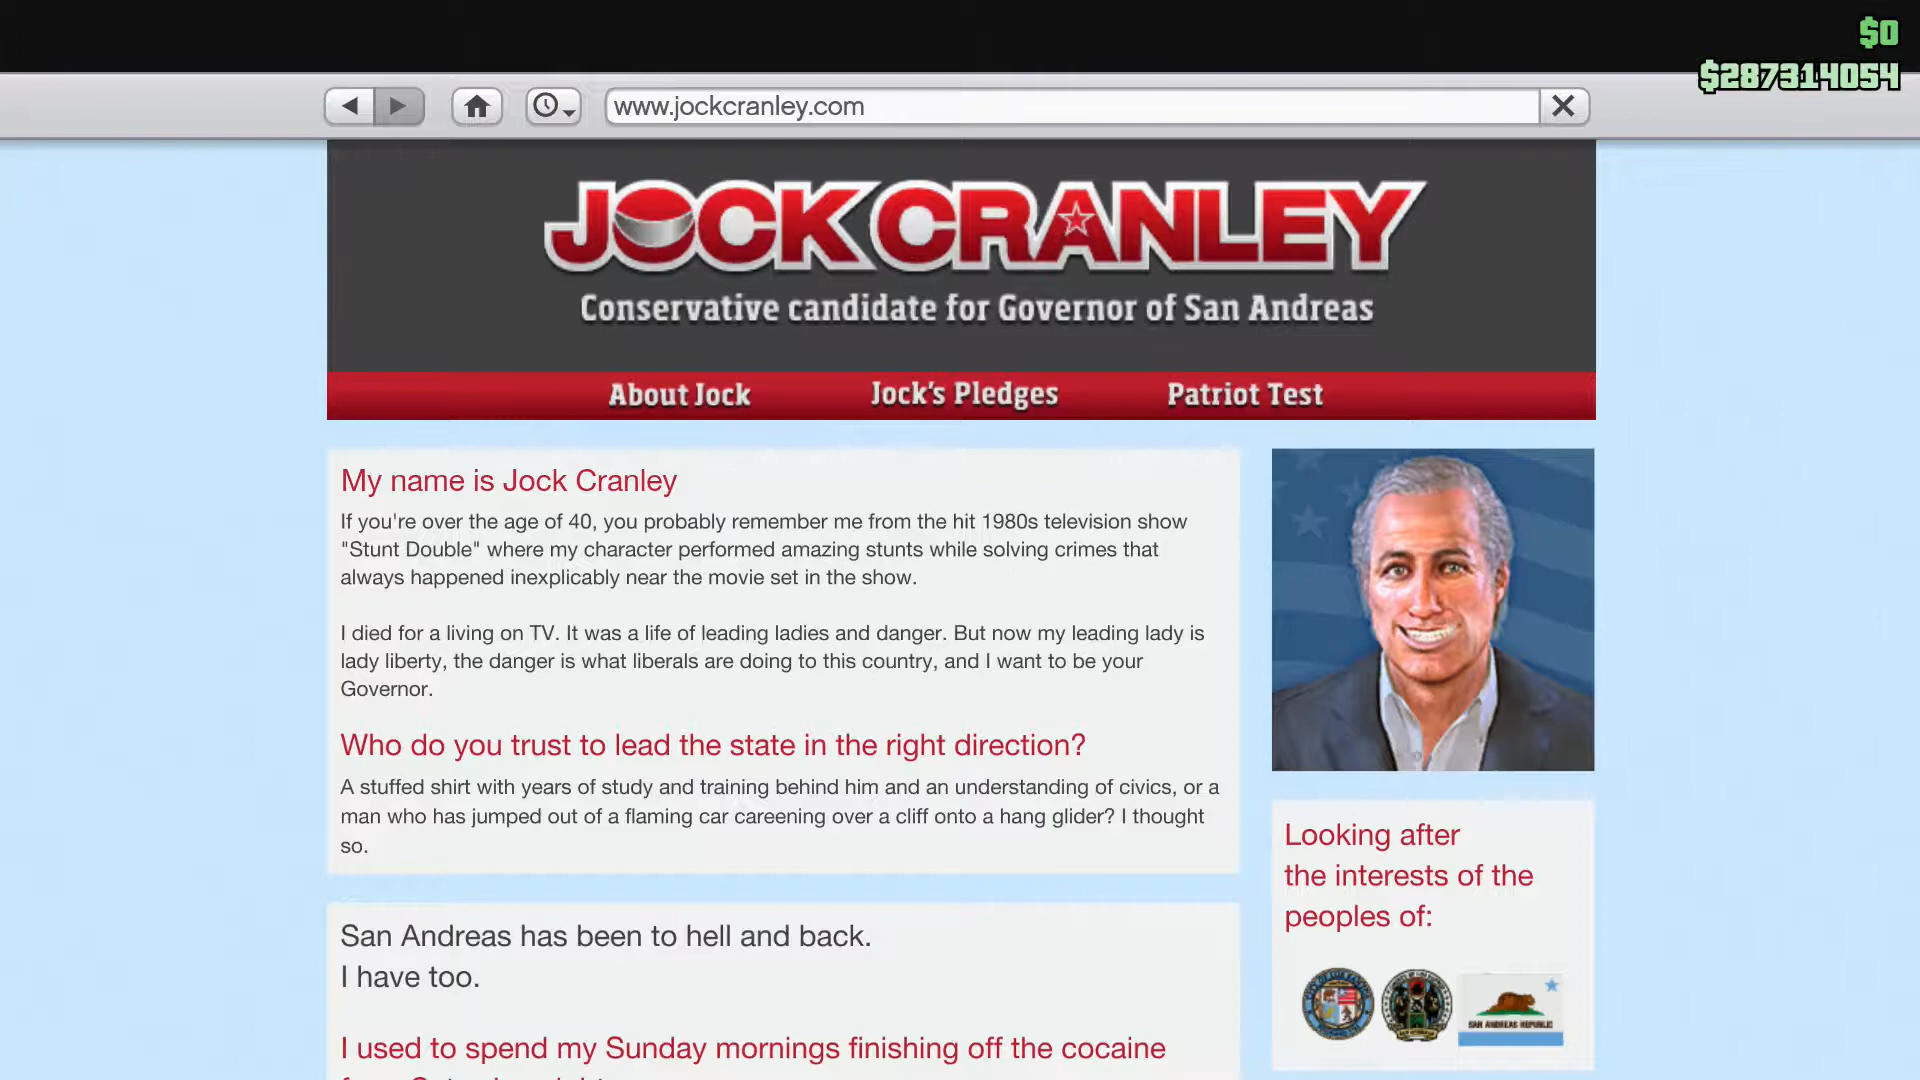 $0
$287314054
www.jockcranley.com
JOCK CRANLEY
Conservative candidate for Governor of San Andreas
About Jock
Jock's Pledges
Patriot Test
My name is Jock Cranley
If you're over the age of 40, you probably remember me from the hit 1980s television show
"Stunt Double" where my character performed amazing stunts while solving crimes that
always happened inexplicably near the movie set in the show.
I died for a living on TV. It was a life of leading ladies and danger. But now my leading lady is
lady liberty, the danger is what liberals are doing to this country, and I want to be your
Governor.
Who do you trust to lead the state in the right direction?
A stuffed shirt with years of study and training behind him and an understanding of civics, or a
man who has jumped out of a flaming car careening over a cliff onto a hang glider? I thought
so.
San Andreas has been to hell and back.
I have too.
I used to spend my Sunday mornings finishing off the cocaine
Looking after
the interests of the
peoples of:
SAN ANDREAS REPUBLIC